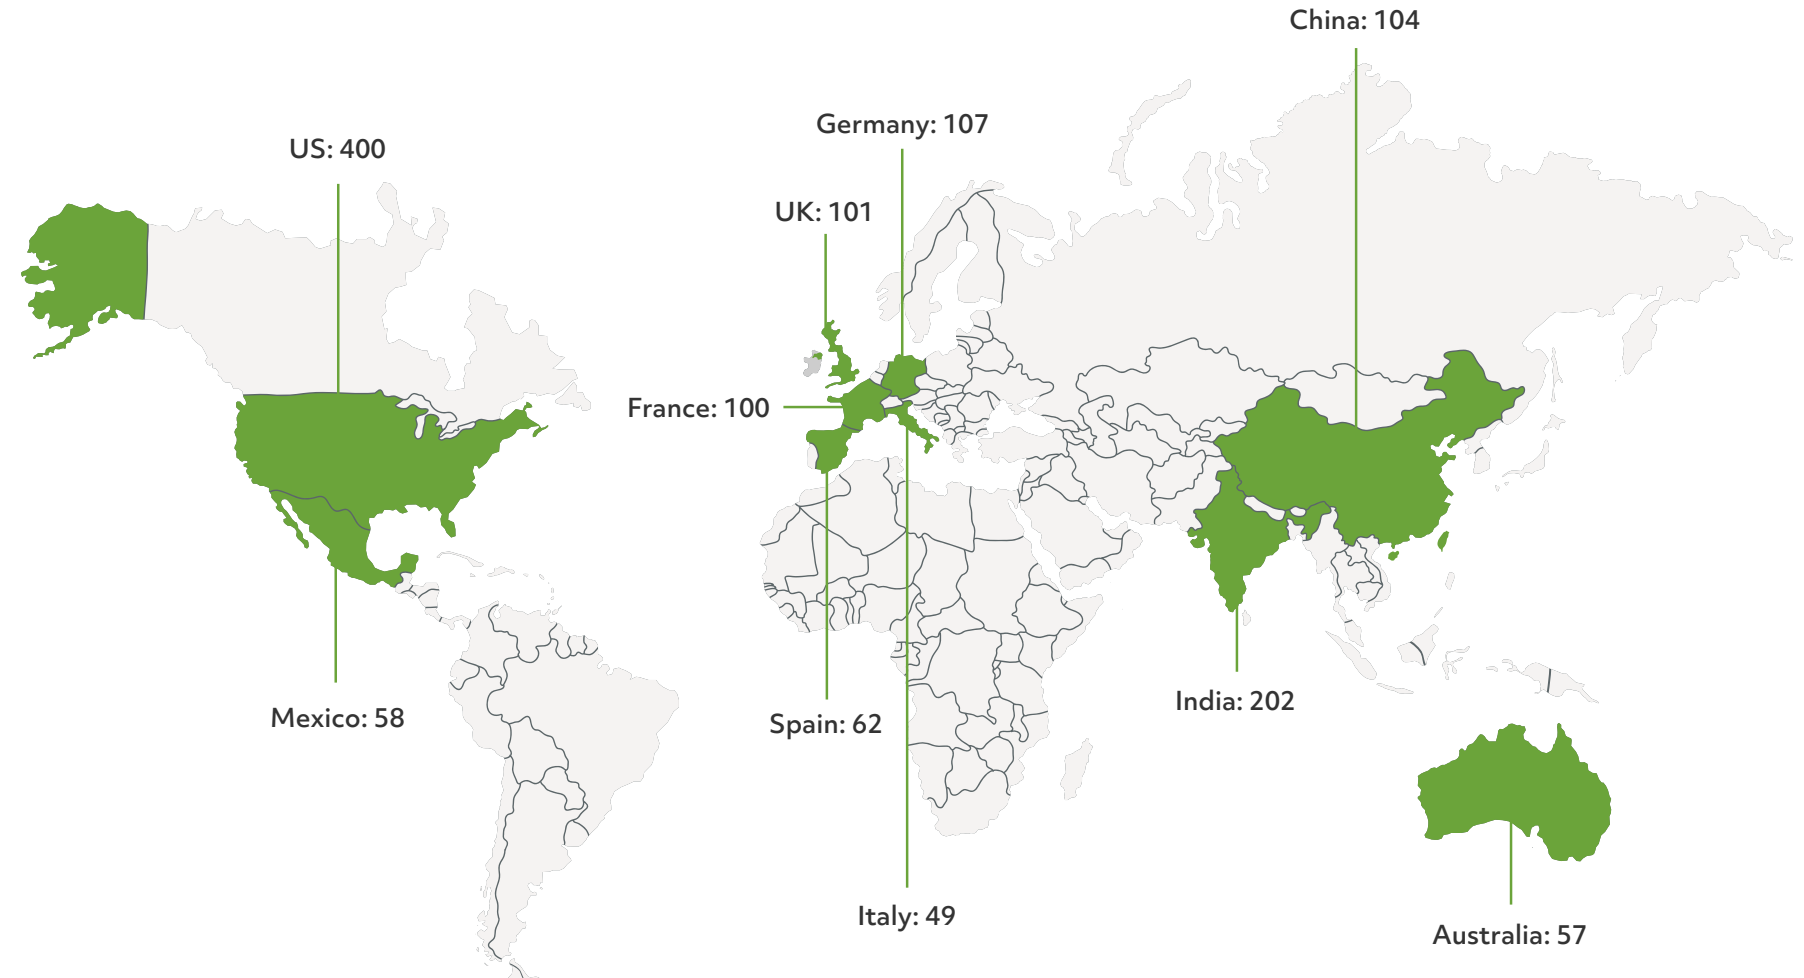 China: 104
Germany: 107
US: 400
UK: 101
France: 100
India: 202
Mexico: 58
Spain: 62
Italy: 49
Australia: 57